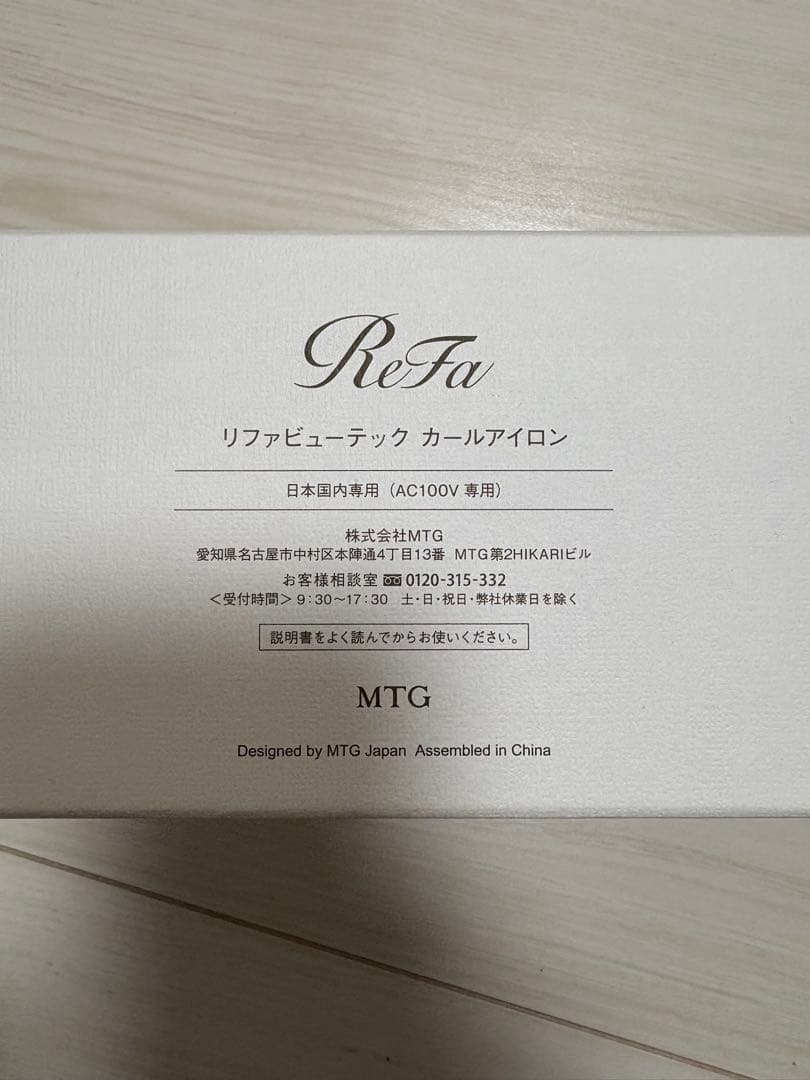 ReFa
リファビューテック カールアイロン
日本国内専用（AC100V 専用）
株式会社MTG
愛知県名古屋市中村区本陣通4丁目13番 MTG第2HIKARIビル
お客様相談室 0120-315-332
＜受付時間＞9：30～17：30 土・日・祝日・弊社休業日を除く
説明書をよく読んでからお使いください。
MTG
Designed by MTG Japan Assembled in China